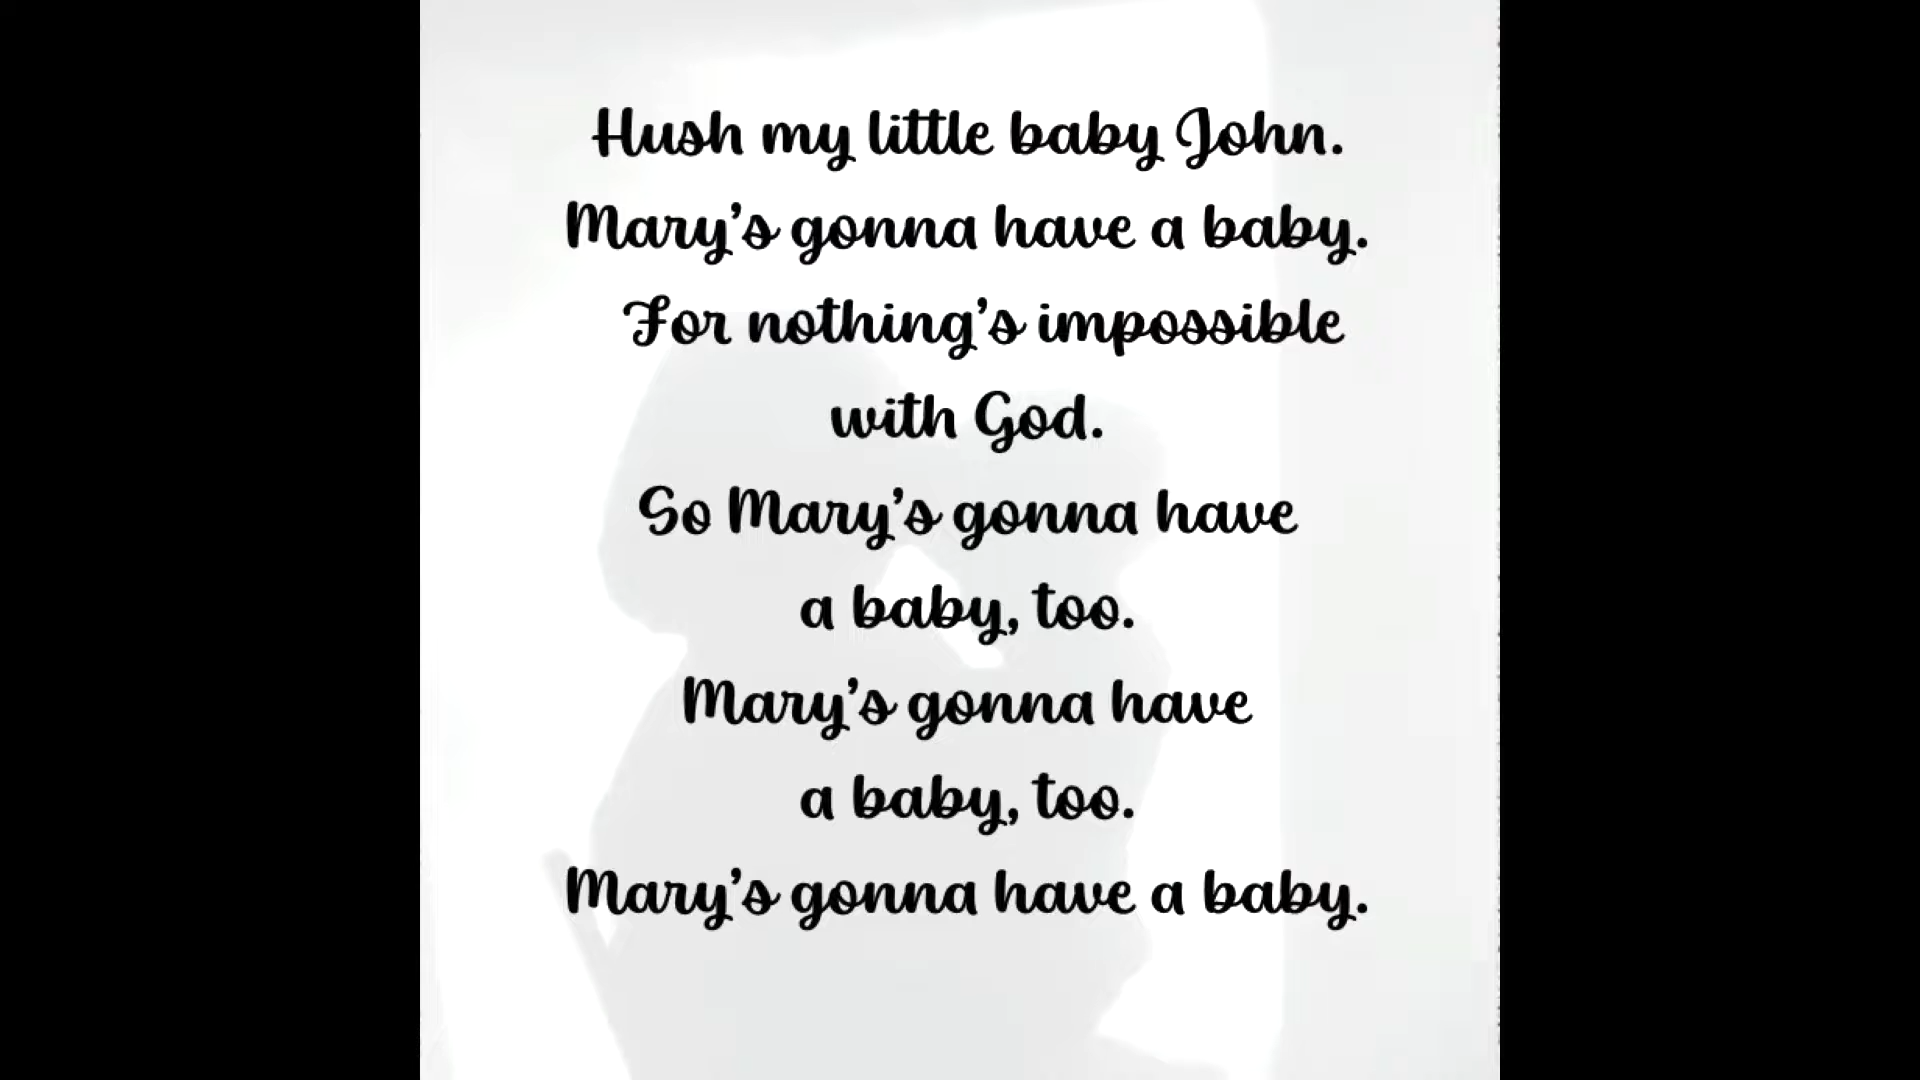 Hush my little baby John.
Mary's gonna have a baby.
For nothing's impossible
with God.
So Mary's gonna have
a baby, too.
Mary's gonna have
a baby, too.
Mary's gonna have a baby.